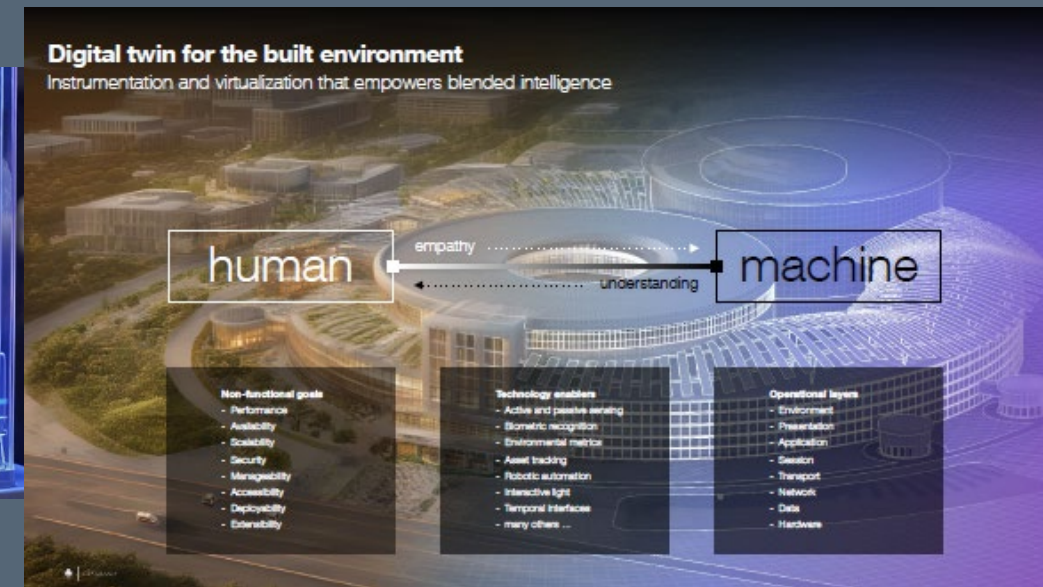 Digital twin for the built environment
Instrumentation and virtualization that empowers blended intelligence
human
empathy
understanding
machine
Non-functional goals
- Performance
- Availability
- Scalability
- Security
- Manageability
- Accessibility
- Deployability
- Extensibility
Technology enablers
- Active and passive sensing
- Biometric recognition
- Environmental metrics
- Asset tracking
- Robotic automation
- Interactive light
- Temporal interfaces
- many others ...
Operational layers
- Environment
- Presentation
- Application
- Session
- Transport
- Network
- Data
- Hardware